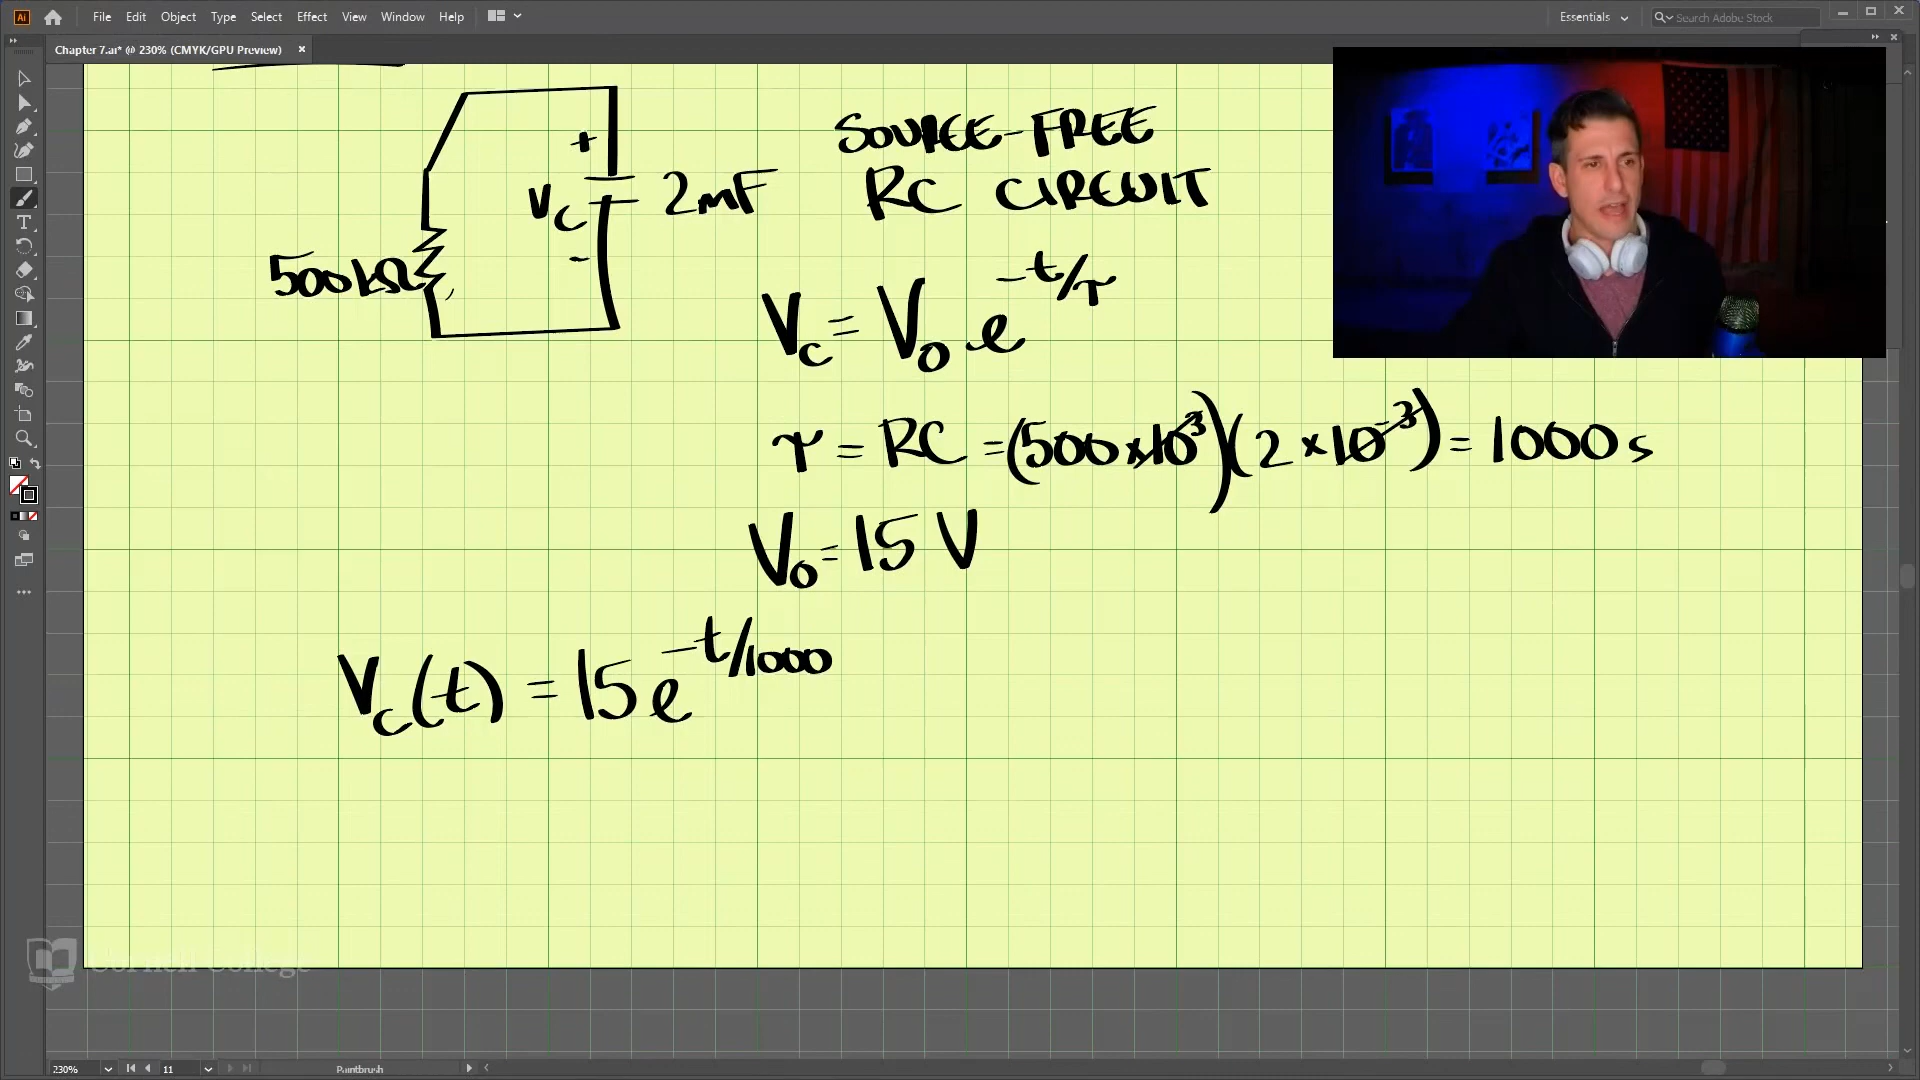 File Edit Object Type Select Effect View Window Help
Essentials
Search Adobe Stock
Chapter 7.ai* @ 230% (CMYK/GPU Preview) ×
SOURCE-FREE
RC CIRCUIT
+
Vc
-
2mF
500kΩ
Vc = V0 e^-t/τ
τ = RC = (500×10^3)(2×10^-3) = 1000 s
V0 = 15 V
Vc(t) = 15 e^-t/1000
Cornell College
230% 11 Paintbrush